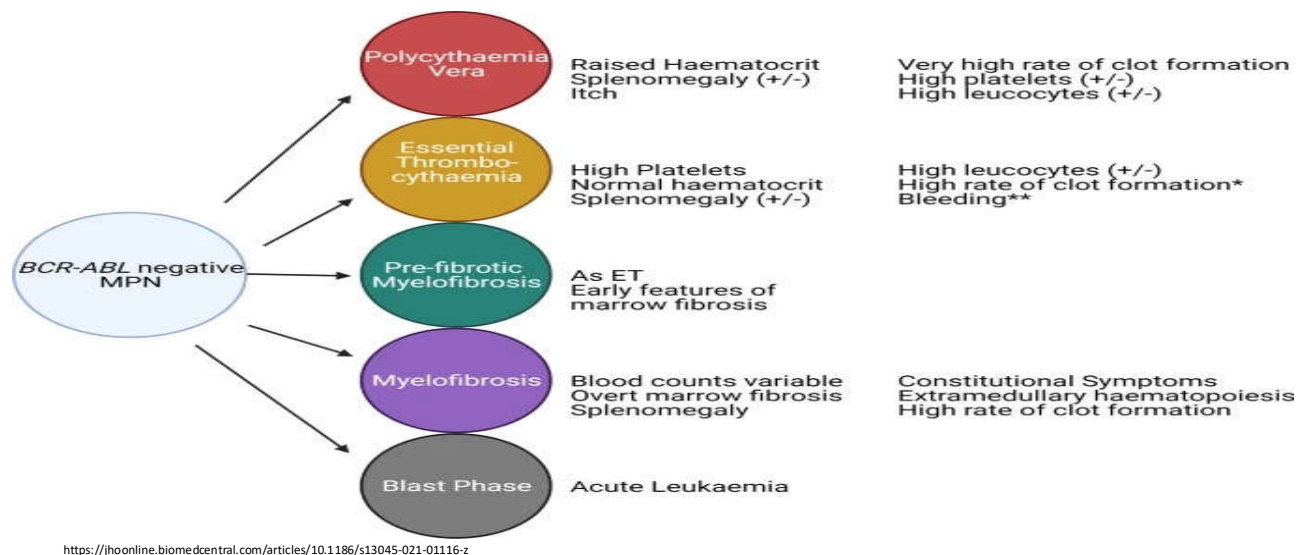 Polycythaemia
Vera
Raised Haematocrit
Splenomegaly (+/-)
Itch
Very high rate of clot formation
High platelets (+/-)
High leucocytes (+/-)
Essential
Thrombo-
cythaemia
High Platelets
Normal haematocrit
Splenomegaly (+/-)
High leucocytes (+/-)
High rate of clot formation*
Bleeding**
BCR-ABL negative
MPN
Pre-fibrotic
Myelofibrosis
As ET
Early features of
marrow fibrosis
Myelofibrosis
Blood counts variable
Overt marrow fibrosis
Splenomegaly
Constitutional Symptoms
Extramedullary haematopoiesis
High rate of clot formation
Blast Phase
Acute Leukaemia
https://jhoonline.biomedcentral.com/articles/10.1186/s13045-021-01116-z